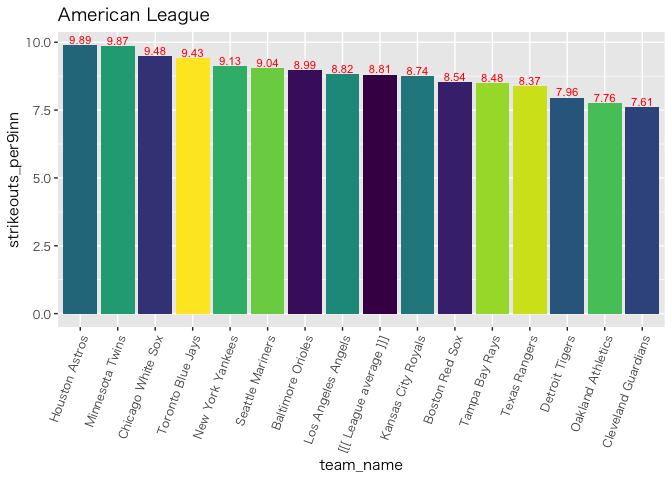 American League
9.89
9.87
9.48
9.43
9.13
9.04
8.99
8.82
8.81
8.74
8.54
8.48
8.37
7.96
7.76
7.61
10.0
7.5
5.0
2.5
0.0
strikeouts_per9inn
Houston Astros
Minnesota Twins
Chicago White Sox
Toronto Blue Jays
New York Yankees
Seattle Mariners
Baltimore Orioles
Los Angeles Angels
[[[ League average ]]]
Kansas City Royals
Boston Red Sox
Tampa Bay Rays
Texas Rangers
Detroit Tigers
Oakland Athletics
Cleveland Guardians
team_name